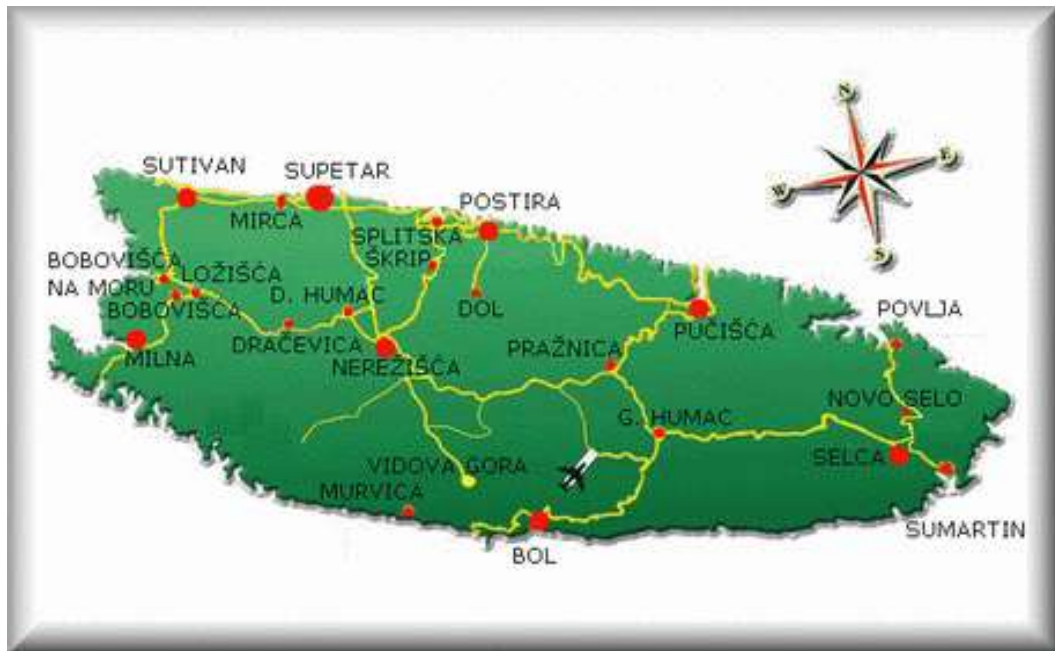 N
E
W
S
SUTIVAN
SUPETAR
MIRCA
POSTIRA
SPLITSKA
ŠKRIP
BOBOVIŠĆA
NA MORU
LOŽIŠĆA
BOBOVIŠĆA
D. HUMAC
DOL
MILNA
DRAČEVICA
NEREŽIŠĆA
PRAŽNICA
PUČIŠĆA
POVLJA
NOVO SELO
G. HUMAC
SELCA
VIDOVA GORA
MURVICA
BOL
SUMARTIN